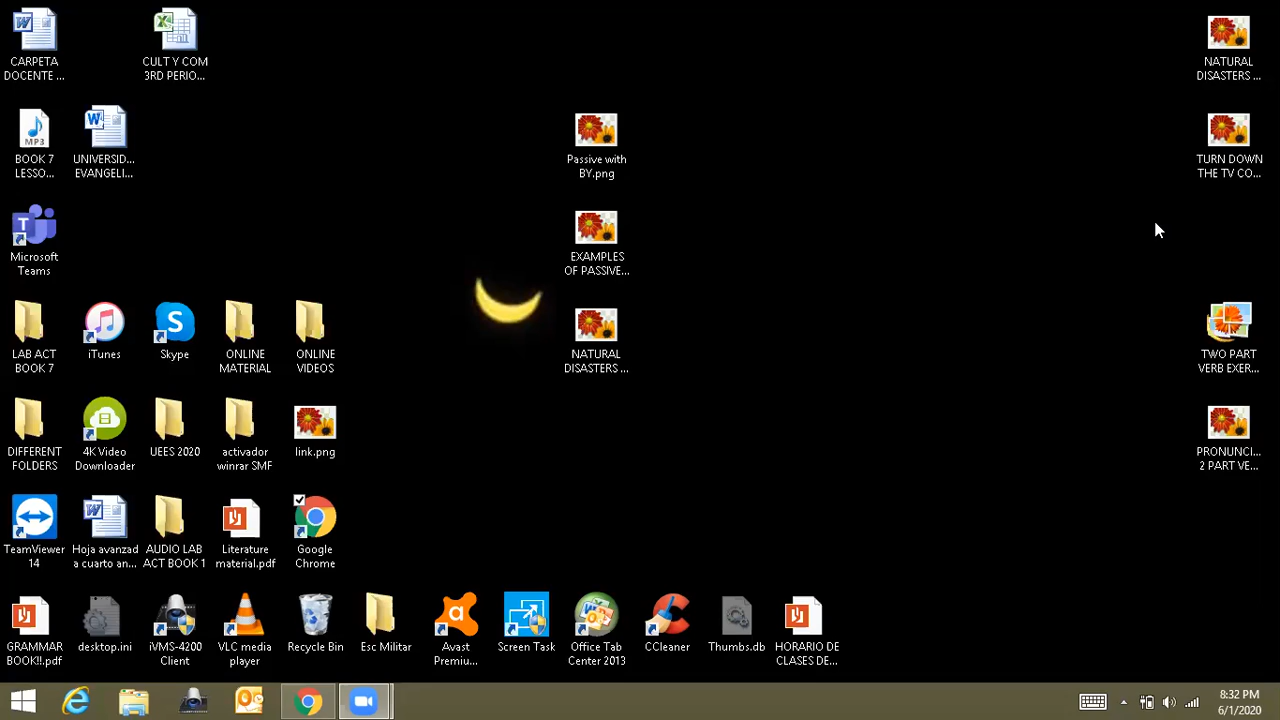 CARPETA
DOCENTE ...
CULT Y COM
3RD PERIO...
NATURAL
DISASTERS ...
MP3
BOOK 7
LESSO...
UNIVERSID...
EVANGELI...
Passive with
BY.png
TURN DOWN
THE TV CO...
Microsoft
Teams
EXAMPLES
OF PASSIVE...
LAB ACT
BOOK 7
iTunes
Skype
ONLINE
MATERIAL
ONLINE
VIDEOS
NATURAL
DISASTERS ...
TWO PART
VERB EXER...
DIFFERENT
FOLDERS
4K Video
Downloader
UEES 2020
activador
winrar SMF
link.png
PRONUNCI...
2 PART VE...
TeamViewer
14
Hoja avanzad
a cuarto an...
AUDIO LAB
ACT BOOK 1
Literature
material.pdf
Google
Chrome
GRAMMAR
BOOK!!.pdf
desktop.ini
iVMS-4200
Client
VLC media
player
Recycle Bin
Esc Militar
Avast
Premiu...
Screen Task
Office Tab
Center 2013
CCleaner
Thumbs.db
HORARIO DE
CLASES DE...
8:32 PM
6/1/2020